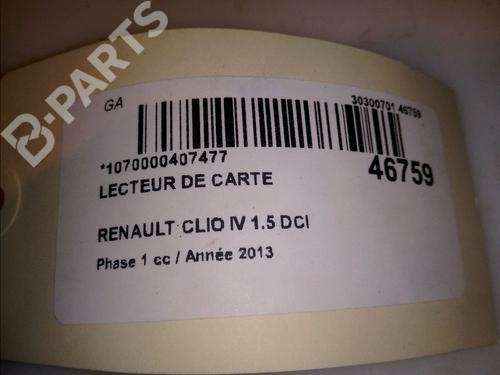 B-PARTS
GA
30300701 46759
*1070000407477
46759
LECTEUR DE CARTE
RENAULT CLIO IV 1.5 DCI
Phase 1 cc / Année 2013